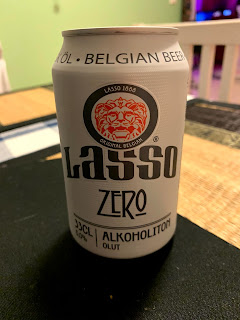 ÖL • BELGIAN BEER
LASSO 1868
ORIGINAL BELGIAN
LaSSO®
ZERO
33CL
ALKOHOLITON
OLUT